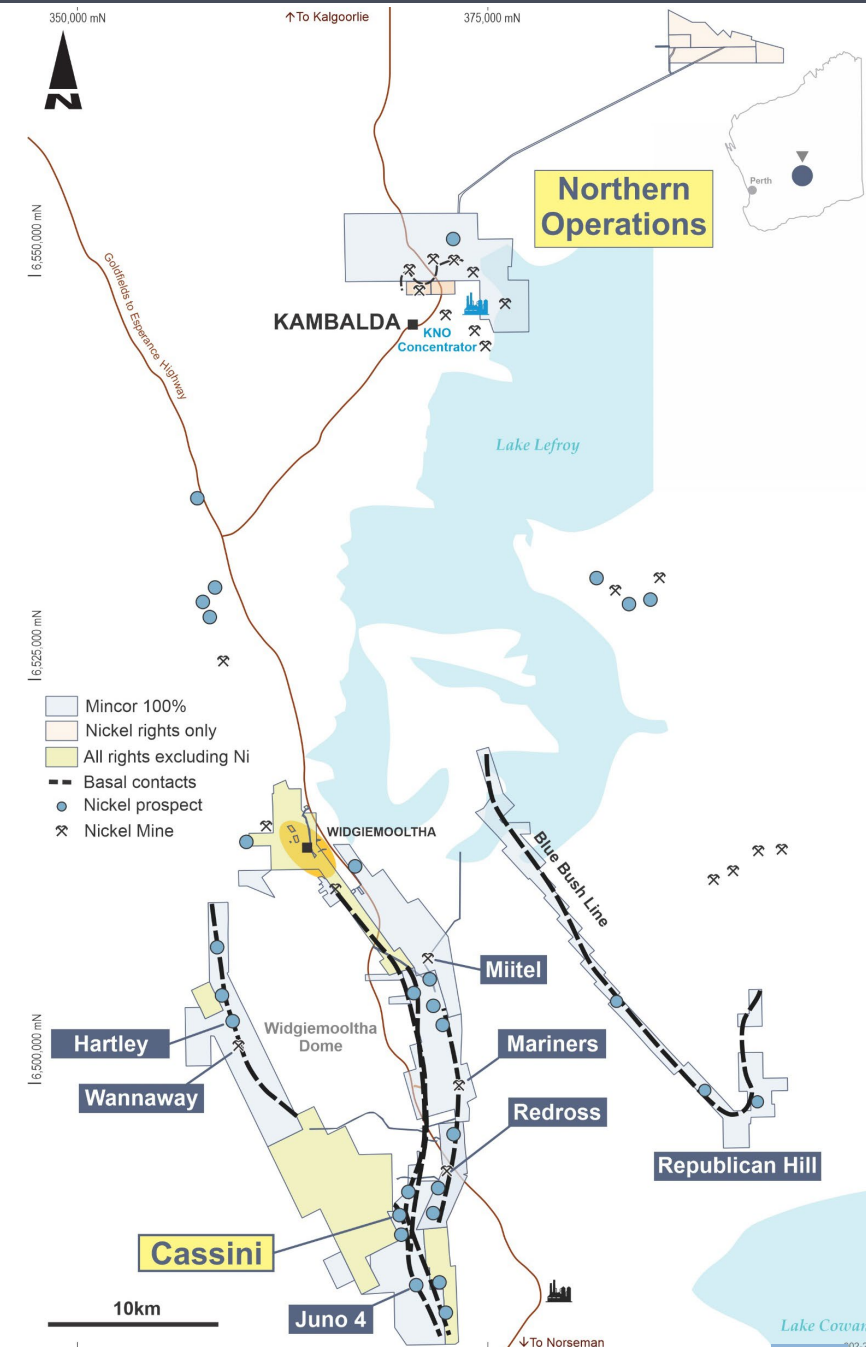 350,000 mN
↑To Kalgoorlie
375,000 mN
N
Perth
Northern
Operations
6,550,000 mN
Goldfields to Esperance Highway
KAMBALDA
KNO
Concentrator
Lake Lefroy
6,525,000 mN
Mincor 100%
Nickel rights only
All rights excluding Ni
Basal contacts
Nickel prospect
Nickel Mine
WIDGIEMOOLTHA
Blue Bush Line
Miitel
6,500,000 mN
Hartley
Widgiemooltha
Dome
Mariners
Wannaway
Redross
Republican Hill
Cassini
10km
Juno 4
Lake Cowan
↓To Norseman